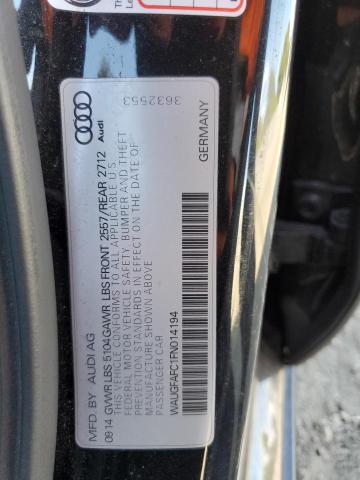 MFD. BY AUDI AG
09 14 GVWR LBS 5104 GAWR LBS FRONT 2557/REAR 2712
THIS VEHICLE CONFORMS TO ALL APPLICABLE U.S.
FEDERAL MOTOR VEHICLE SAFETY, BUMPER AND THEFT
PREVENTION STANDARDS IN EFFECT ON THE DATE OF
MANUFACTURE SHOWN ABOVE
PASSENGER CAR
WAUGFAFC1FN014194
GERMANY
Audi
3632553